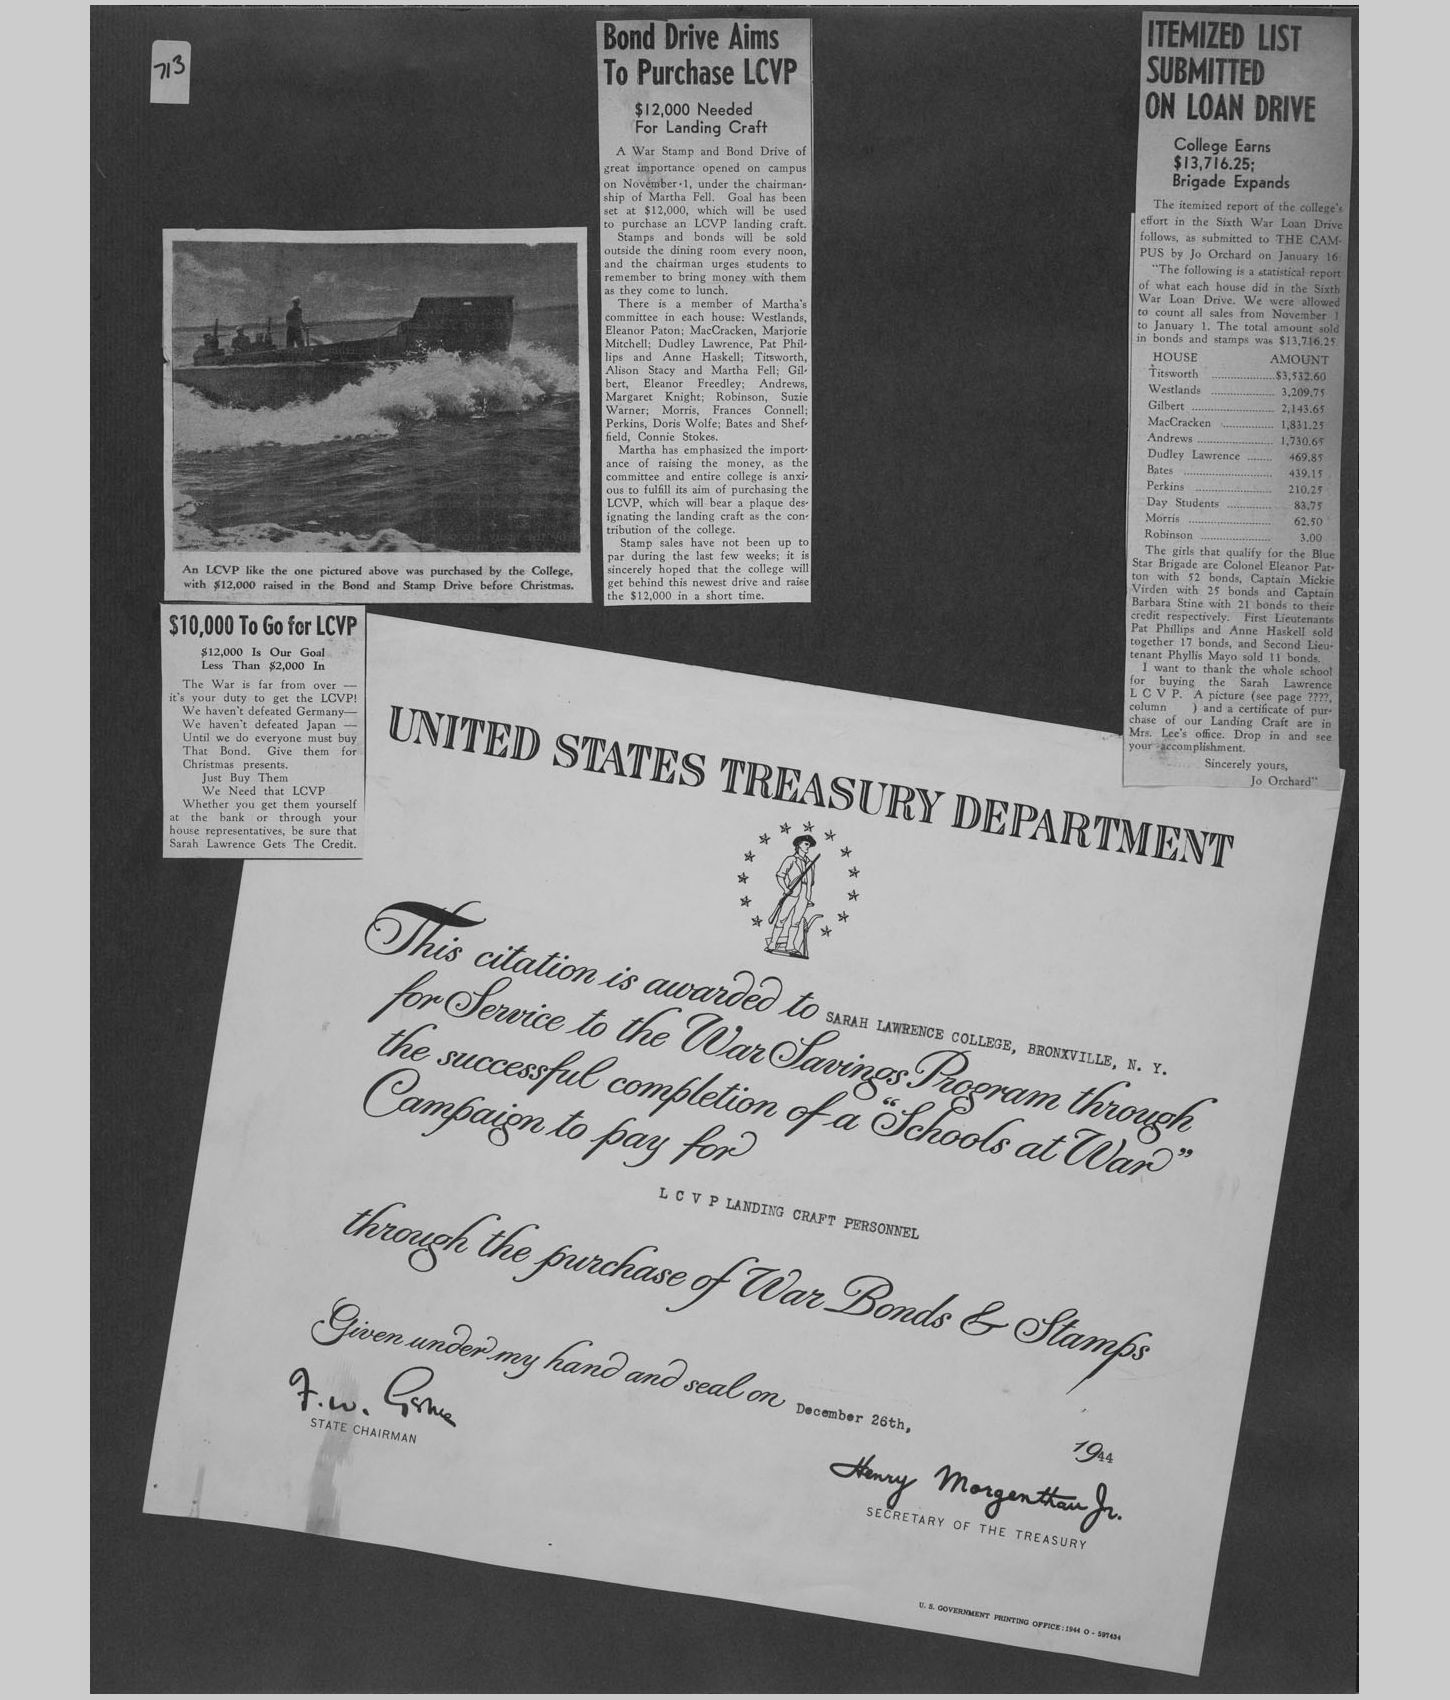 713
Bond Drive Aims
To Purchase LCVP
$12,000 Needed
For Landing Craft
A War Stamp and Bond Drive of
great importance opened on campus
on November 1, under the chairman-
ship of Martha Fell. Goal has been
set at $12,000, which will be used
to purchase an LCVP landing craft.
Stamps and bonds will be sold
outside the dining room every noon,
and the chairman urges students to
remember to bring money with them
as they come to lunch.
There is a member of Martha's
committee in each house: Westlands,
Eleanor Paton; MacCracken, Marjorie
Mitchell; Dudley Lawrence, Pat Phil-
lips and Anne Haskell; Titsworth,
Alison Stacy and Martha Fell; Gil-
bert, Eleanor Freedley; Andrews,
Margaret Knight; Robinson, Suzie
Warner; Morris, Frances Connell;
Perkins, Doris Wolfe; Bates and Shef-
field, Connie Stokes.
Martha has emphasized the import-
ance of raising the money, as the
committee and entire college is anxi-
ous to fulfill its aim of purchasing the
LCVP, which will bear a plaque des-
ignating the landing craft as the con-
tribution of the college.
Stamp sales have not been up to
par during the last few weeks; it is
sincerely hoped that the college will
get behind this newest drive and raise
the $12,000 in a short time.
ITEMIZED LIST
SUBMITTED
ON LOAN DRIVE
College Earns
$13,716.25;
Brigade Expands
The itemized report of the college's
effort in the Sixth War Loan Drive
follows, as submitted to THE CAM-
PUS by Jo Orchard on January 16
"The following is a statistical report
of what each house did in the Sixth
War Loan Drive. We were allowed
to count all sales from November 1
to January 1. The total amount sold
in bonds and stamps was $13,716.25.
HOUSE AMOUNT
Titsworth ....................$3,532.60
Westlands .................... 3,209.75
Gilbert .......................... 2,143.65
MacCracken ................ 1,831.25
Andrews ........................ 1,730.65
Dudley Lawrence ........ 469.85
Bates ............................ 439.15
Perkins ........................ 210.25
Day Students .............. 83.75
Morris .......................... 62.50
Robinson ...................... 3.00
The girls that qualify for the Blue
Star Brigade are Colonel Eleanor Pat-
ton with 52 bonds, Captain Mickie
Virden with 25 bonds and Captain
Barbara Stine with 21 bonds to their
credit respectively. First Lieutenants
Pat Phillips and Anne Haskell sold
together 17 bonds, and Second Lieu-
tenant Phyllis Mayo sold 11 bonds.
I want to thank the whole school
for buying the Sarah Lawrence
L C V P. A picture (see page ????,
column ) and a certificate of pur-
chase of our Landing Craft are in
Mrs. Lee's office. Drop in and see
your accomplishment.
Sincerely yours,
Jo Orchard"
An LCVP like the one pictured above was purchased by the College,
with $12,000 raised in the Bond and Stamp Drive before Christmas.
$10,000 To Go for LCVP
$12,000 Is Our Goal
Less Than $2,000 In
The War is far from over —
it's your duty to get the LCVP!
We haven't defeated Germany—
We haven't defeated Japan —
Until we do everyone must buy
That Bond. Give them for
Christmas presents.
Just Buy Them
We Need that LCVP
Whether you get them yourself
at the bank or through your
house representatives, be sure that
Sarah Lawrence Gets The Credit.
UNITED STATES TREASURY DEPARTMENT
This citation is awarded to SARAH LAWRENCE COLLEGE, BRONXVILLE, N. Y.
for Service to the War Savings Program through
the successful completion of a "Schools at War"
Campaign to pay for
L C V P LANDING CRAFT PERSONNEL
through the purchase of War Bonds & Stamps
Given under my hand and seal on December 26th, 1944
F. W.
STATE CHAIRMAN
Henry Morgenthau Jr.
SECRETARY OF THE TREASURY
U. S. GOVERNMENT PRINTING OFFICE : 1944 O - 597434